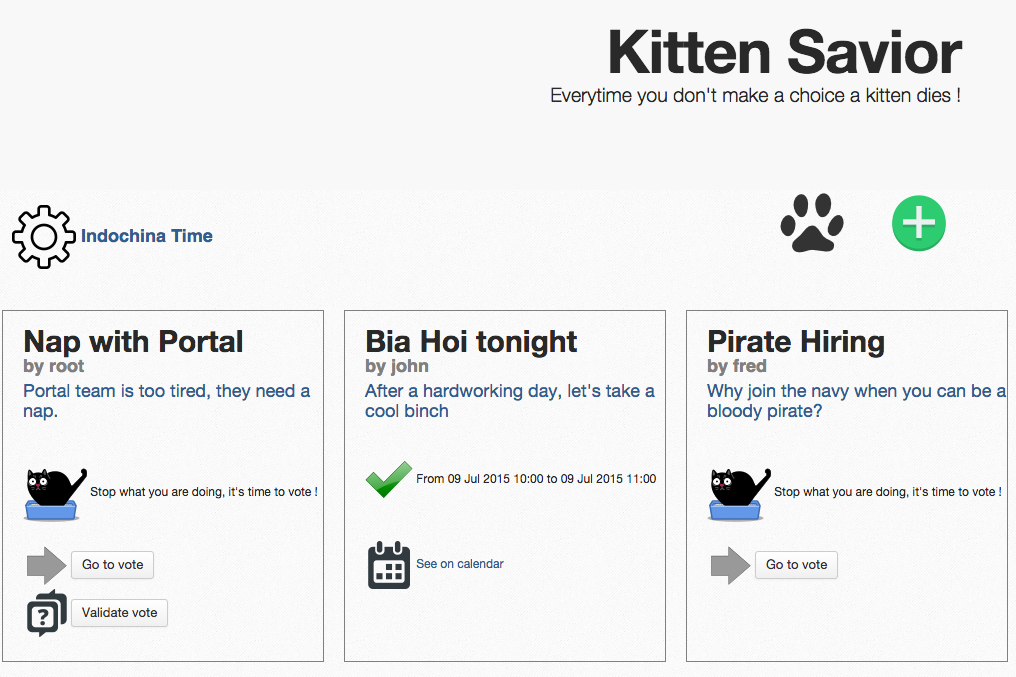 Kitten Savior
Everytime you don't make a choice a kitten dies !
Indochina Time
Nap with Portal
by root
Portal team is too tired, they need a
nap.
Stop what you are doing, it's time to vote !
Go to vote
?
Validate vote
Bia Hoi tonight
by john
After a hardworking day, let's take a
cool binch
From 09 Jul 2015 10:00 to 09 Jul 2015 11:00
See on calendar
Pirate Hiring
by fred
Why join the navy when you can be a
bloody pirate?
Stop what you are doing, it's time to vote !
Go to vote